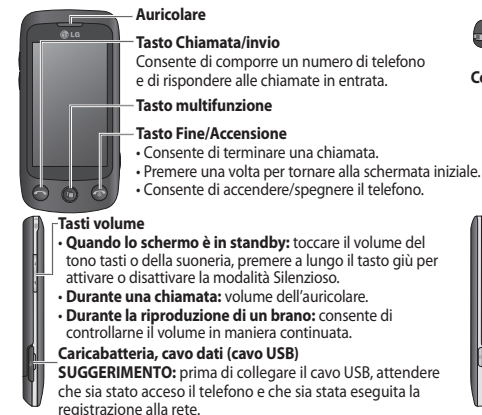 Auricolare
LG
Tasto Chiamata/invio
Consente di comporre un numero di telefono
e di rispondere alle chiamate in entrata.
Tasto multifunzione
Tasto Fine/Accensione
• Consente di terminare una chiamata.
• Premere una volta per tornare alla schermata iniziale.
• Consente di accendere/spegnere il telefono.
Tasti volume
• Quando lo schermo è in standby: toccare il volume del
tono tasti o della suoneria, premere a lungo il tasto giù per
attivare o disattivare la modalità Silenzioso.
• Durante una chiamata: volume dell'auricolare.
• Durante la riproduzione di un brano: consente di
controllarne il volume in maniera continuata.
Caricabatteria, cavo dati (cavo USB)
SUGGERIMENTO: prima di collegare il cavo USB, attendere
che sia stato acceso il telefono e che sia stata eseguita la
registrazione alla rete.